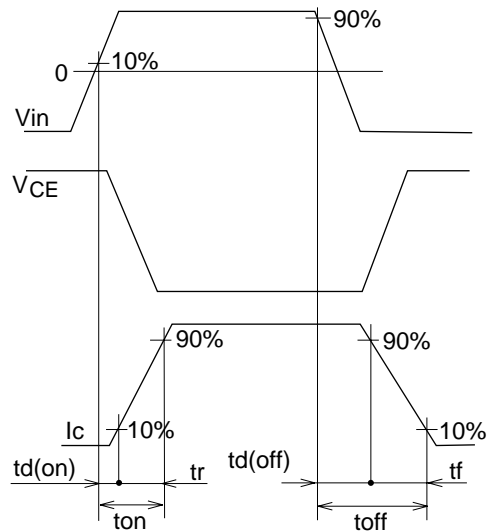 90%
10%
0
Vin
VCE
90%
90%
Ic
10%
10%
td(on)
tr
td(off)
tf
ton
toff